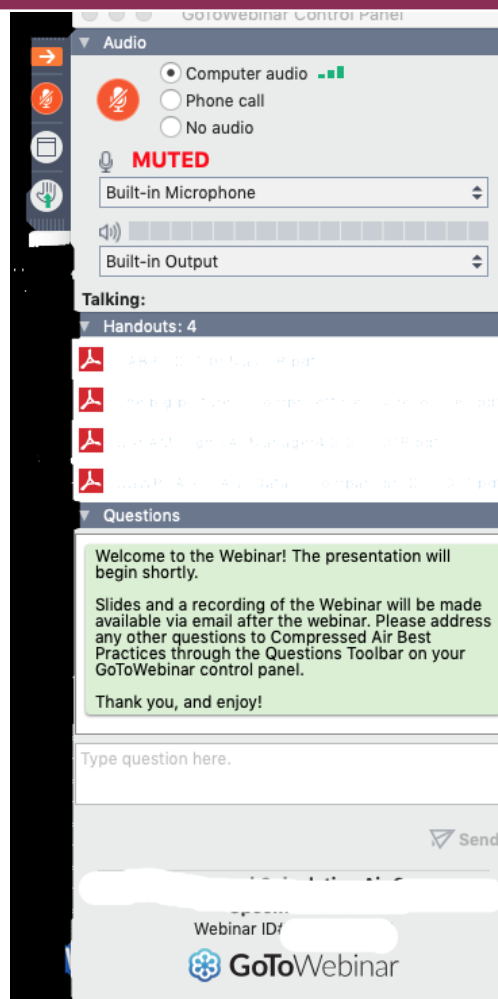 GoToWebinar Control Panel
Audio
Computer audio
Phone call
No audio
MUTED
Built-in Microphone
Built-in Output
Talking:
Handouts: 4
Questions
Welcome to the Webinar! The presentation will
begin shortly.
Slides and a recording of the Webinar will be made
available via email after the webinar. Please address
any other questions to Compressed Air Best
Practices through the Questions Toolbar on your
GoToWebinar control panel.
Thank you, and enjoy!
Type question here.
Send
Webinar ID
GoToWebinar